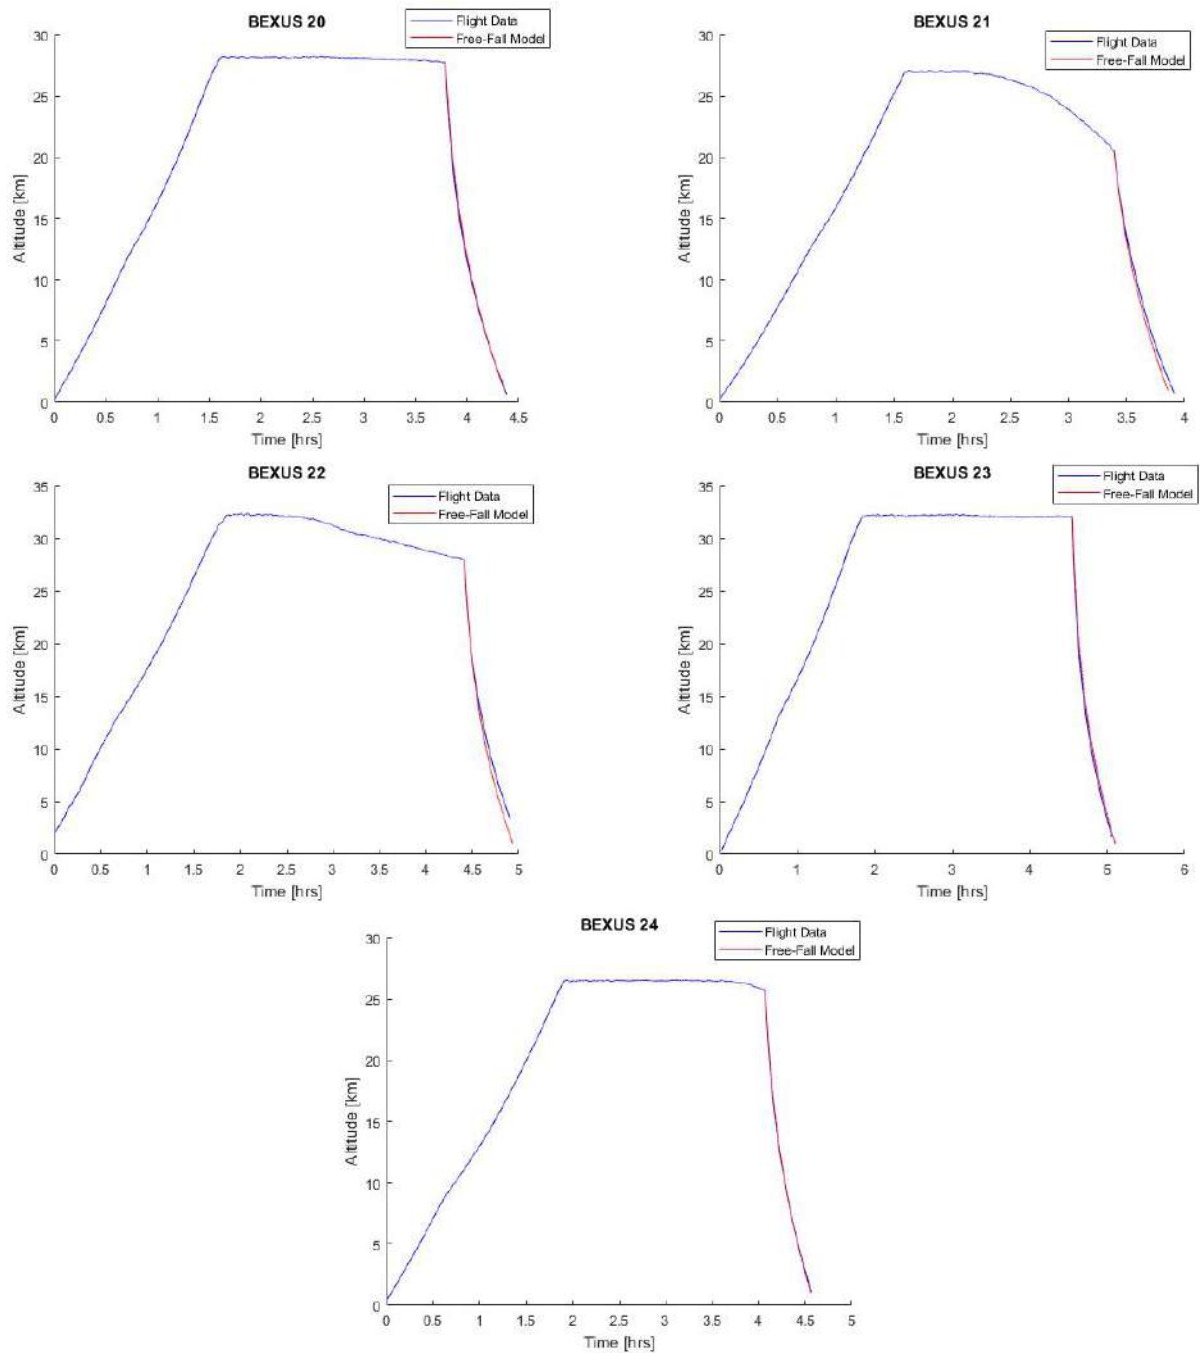 BEXUS 20
Flight Data
Free-Fall Model
30
25
20
15
10
5
0
Altitude [km]
0 0.5 1 1.5 2 2.5 3 3.5 4 4.5
Time [hrs]
BEXUS 21
Flight Data
Free-Fall Model
30
25
20
15
10
5
0
Altitude [km]
0 0.5 1 1.5 2 2.5 3 3.5 4
Time [hrs]
BEXUS 22
Flight Data
Free-Fall Model
35
30
25
20
15
10
5
0
Altitude [km]
0 0.5 1 1.5 2 2.5 3 3.5 4 4.5 5
Time [hrs]
BEXUS 23
Flight Data
Free-Fall Model
35
30
25
20
15
10
5
0
Altitude [km]
0 1 2 3 4 5 6
Time [hrs]
BEXUS 24
Flight Data
Free-Fall Model
30
25
20
15
10
5
0
Altitude [km]
0 0.5 1 1.5 2 2.5 3 3.5 4 4.5 5
Time [hrs]